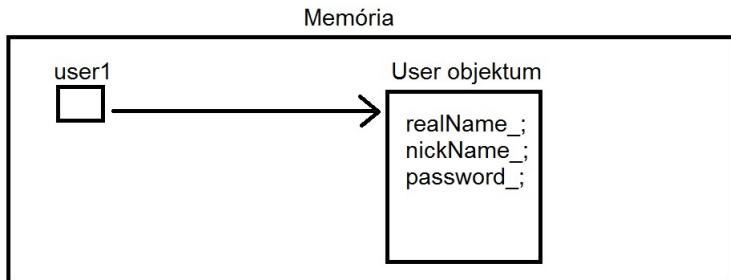 Memória
user1
User objektum
realName_;
nickName_;
password_;